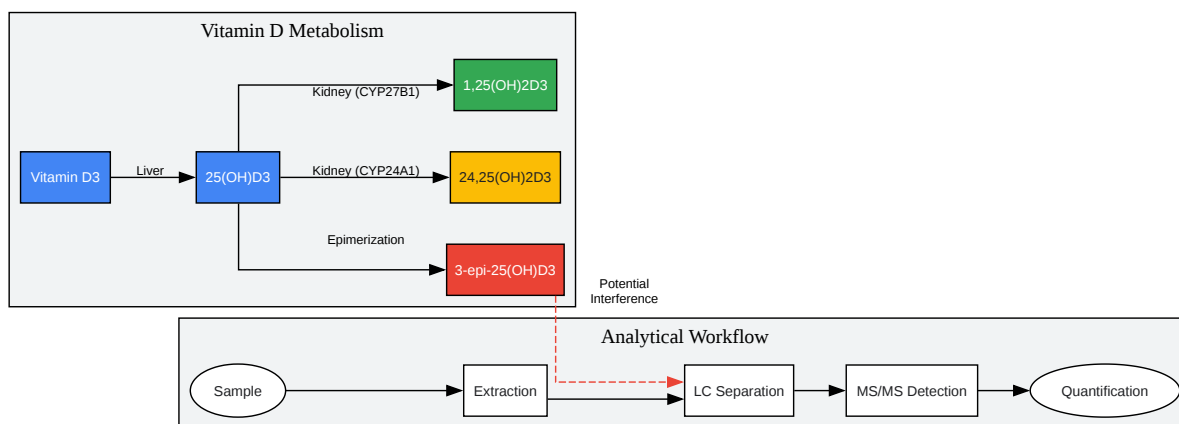 Vitamin D Metabolism
1,25(OH)2D3
Kidney (CYP27B1)
Vitamin D3
Liver
25(OH)D3
Kidney (CYP24A1)
24,25(OH)2D3
Epimerization
3-epi-25(OH)D3
Potential
Interference
Analytical Workflow
Sample
Extraction
LC Separation
MS/MS Detection
Quantification